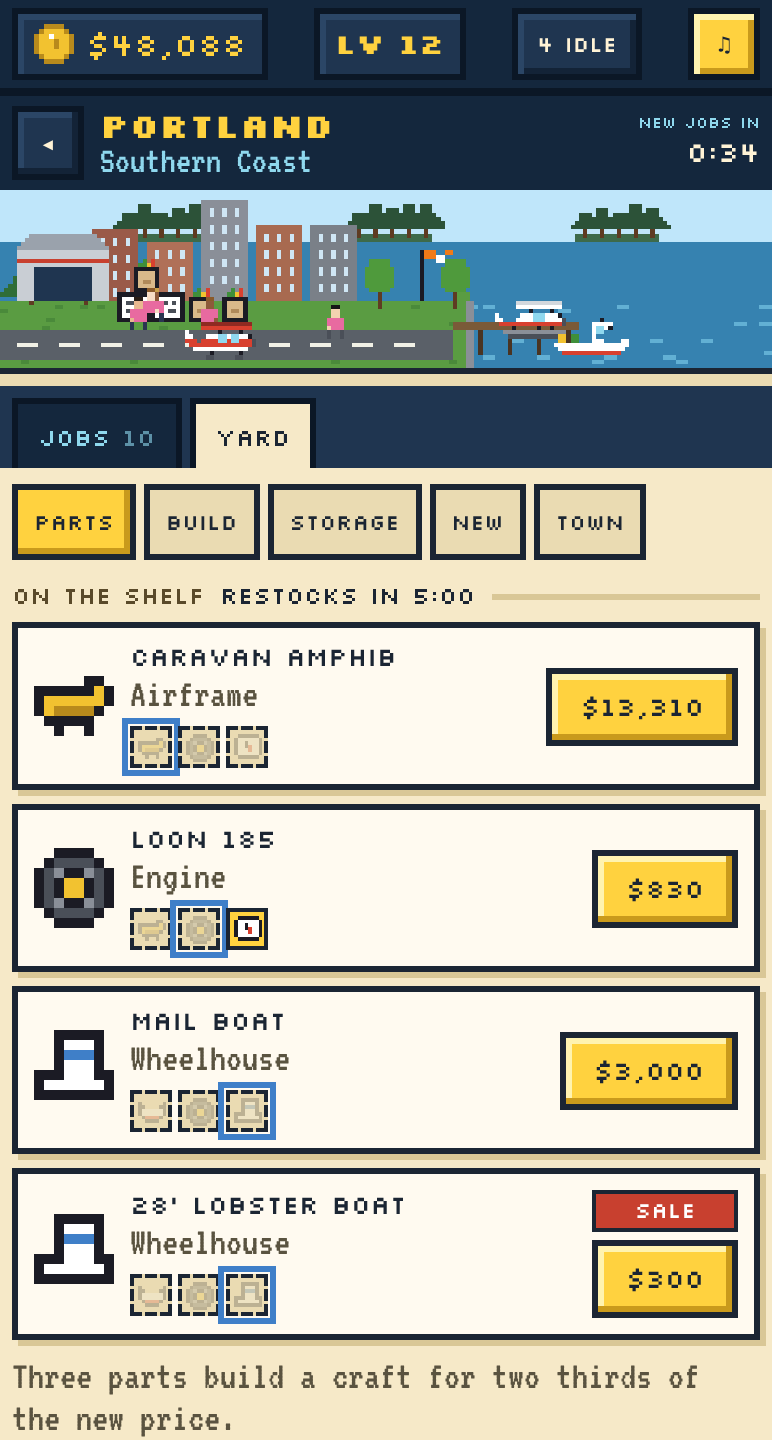 $48,088
LV 12
4 IDLE
PORTLAND
Southern Coast
NEW JOBS IN
0:34
JOBS 10
YARD
PARTS
BUILD
STORAGE
NEW
TOWN
ON THE SHELF RESTOCKS IN 5:00
CARAVAN AMPHIB
Airframe
$13,310
LOON 185
Engine
$830
MAIL BOAT
Wheelhouse
$3,000
28' LOBSTER BOAT
Wheelhouse
SALE
$300
Three parts build a craft for two thirds of
the new price.